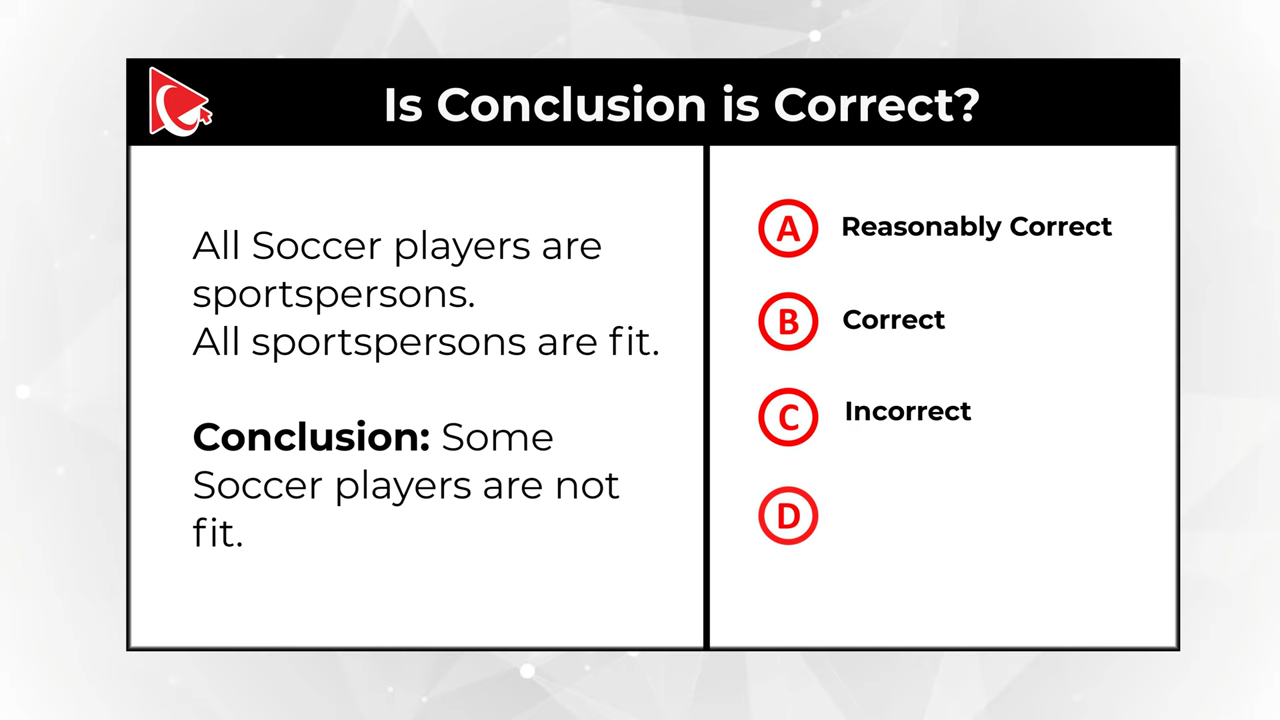 Is Conclusion is Correct?
All Soccer players are
sportspersons.
All sportspersons are fit.
Conclusion: Some
Soccer players are not
fit.
A Reasonably Correct
B Correct
C Incorrect
D